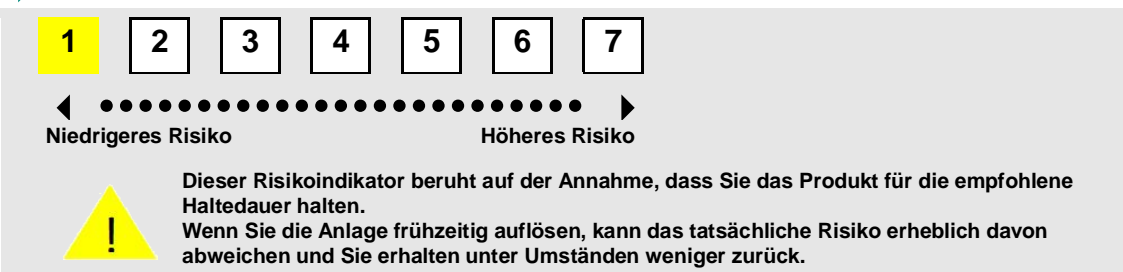 1 2 3 4 5 6 7
Niedrigeres Risiko Höheres Risiko
Dieser Risikoindikator beruht auf der Annahme, dass Sie das Produkt für die empfohlene
Haltedauer halten.
! Wenn Sie die Anlage frühzeitig auflösen, kann das tatsächliche Risiko erheblich davon
abweichen und Sie erhalten unter Umständen weniger zurück.